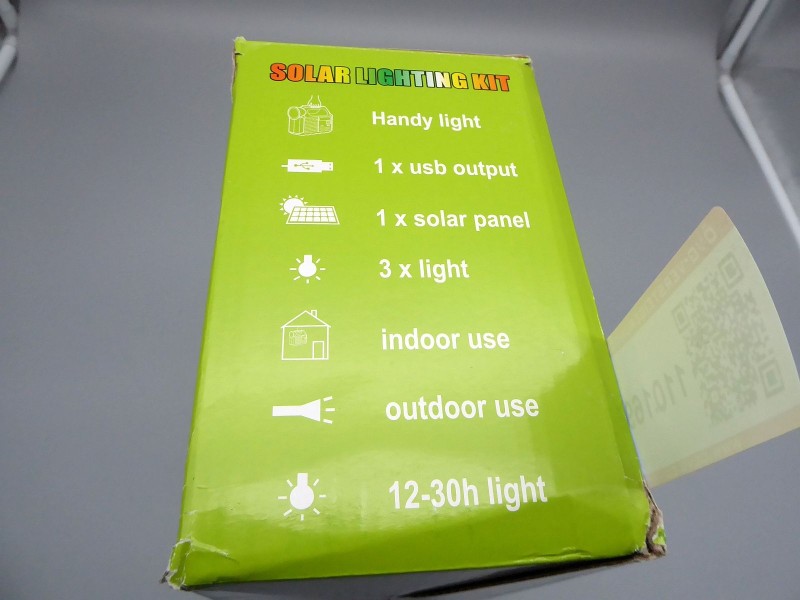 SOLAR LIGHTING KIT
Handy light
1 x usb output
1 x solar panel
3 x light
indoor use
outdoor use
12-30h light